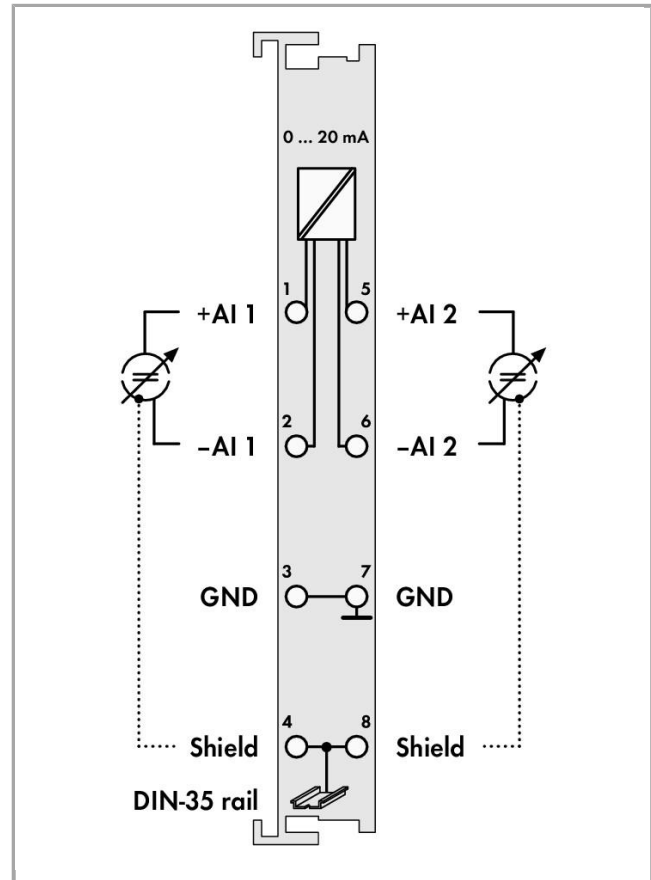 0 ... 20 mA
1 5
+AI 1 +AI 2
2 6
–AI 1 –AI 2
3 7
GND GND
4 8
Shield Shield
DIN-35 rail